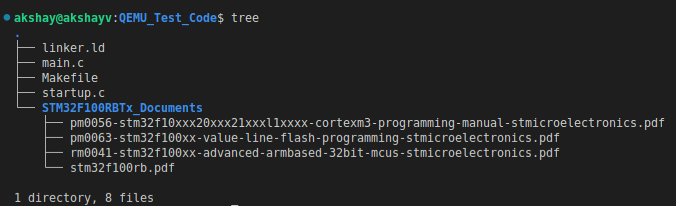 akshay@akshayv:QEMU_Test_Code$ tree
.
├── linker.ld
├── main.c
├── Makefile
├── startup.c
└── STM32F100RBTx_Documents
    ├── pm0056-stm32f10xxx20xxx21xxxl1xxxx-cortexm3-programming-manual-stmicroelectronics.pdf
    ├── pm0063-stm32f100xx-value-line-flash-programming-stmicroelectronics.pdf
    ├── rm0041-stm32f100xx-advanced-armbased-32bit-mcus-stmicroelectronics.pdf
    └── stm32f100rb.pdf

1 directory, 8 files